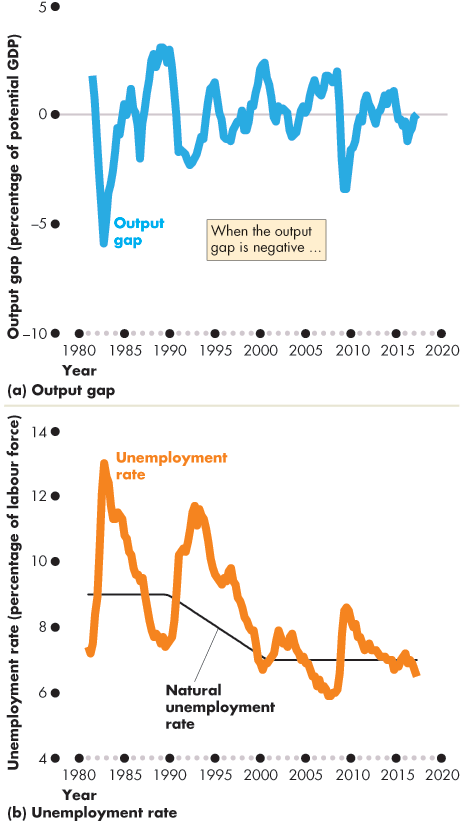 Output gap (percentage of potential GDP)
5
0
–5
–10
Output
gap
When the output
gap is negative ...
1980 1985 1990 1995 2000 2005 2010 2015 2020
Year
(a) Output gap
Unemployment rate (percentage of labour force)
14
12
10
8
6
4
Unemployment
rate
Natural
unemployment
rate
1980 1985 1990 1995 2000 2005 2010 2015 2020
Year
(b) Unemployment rate